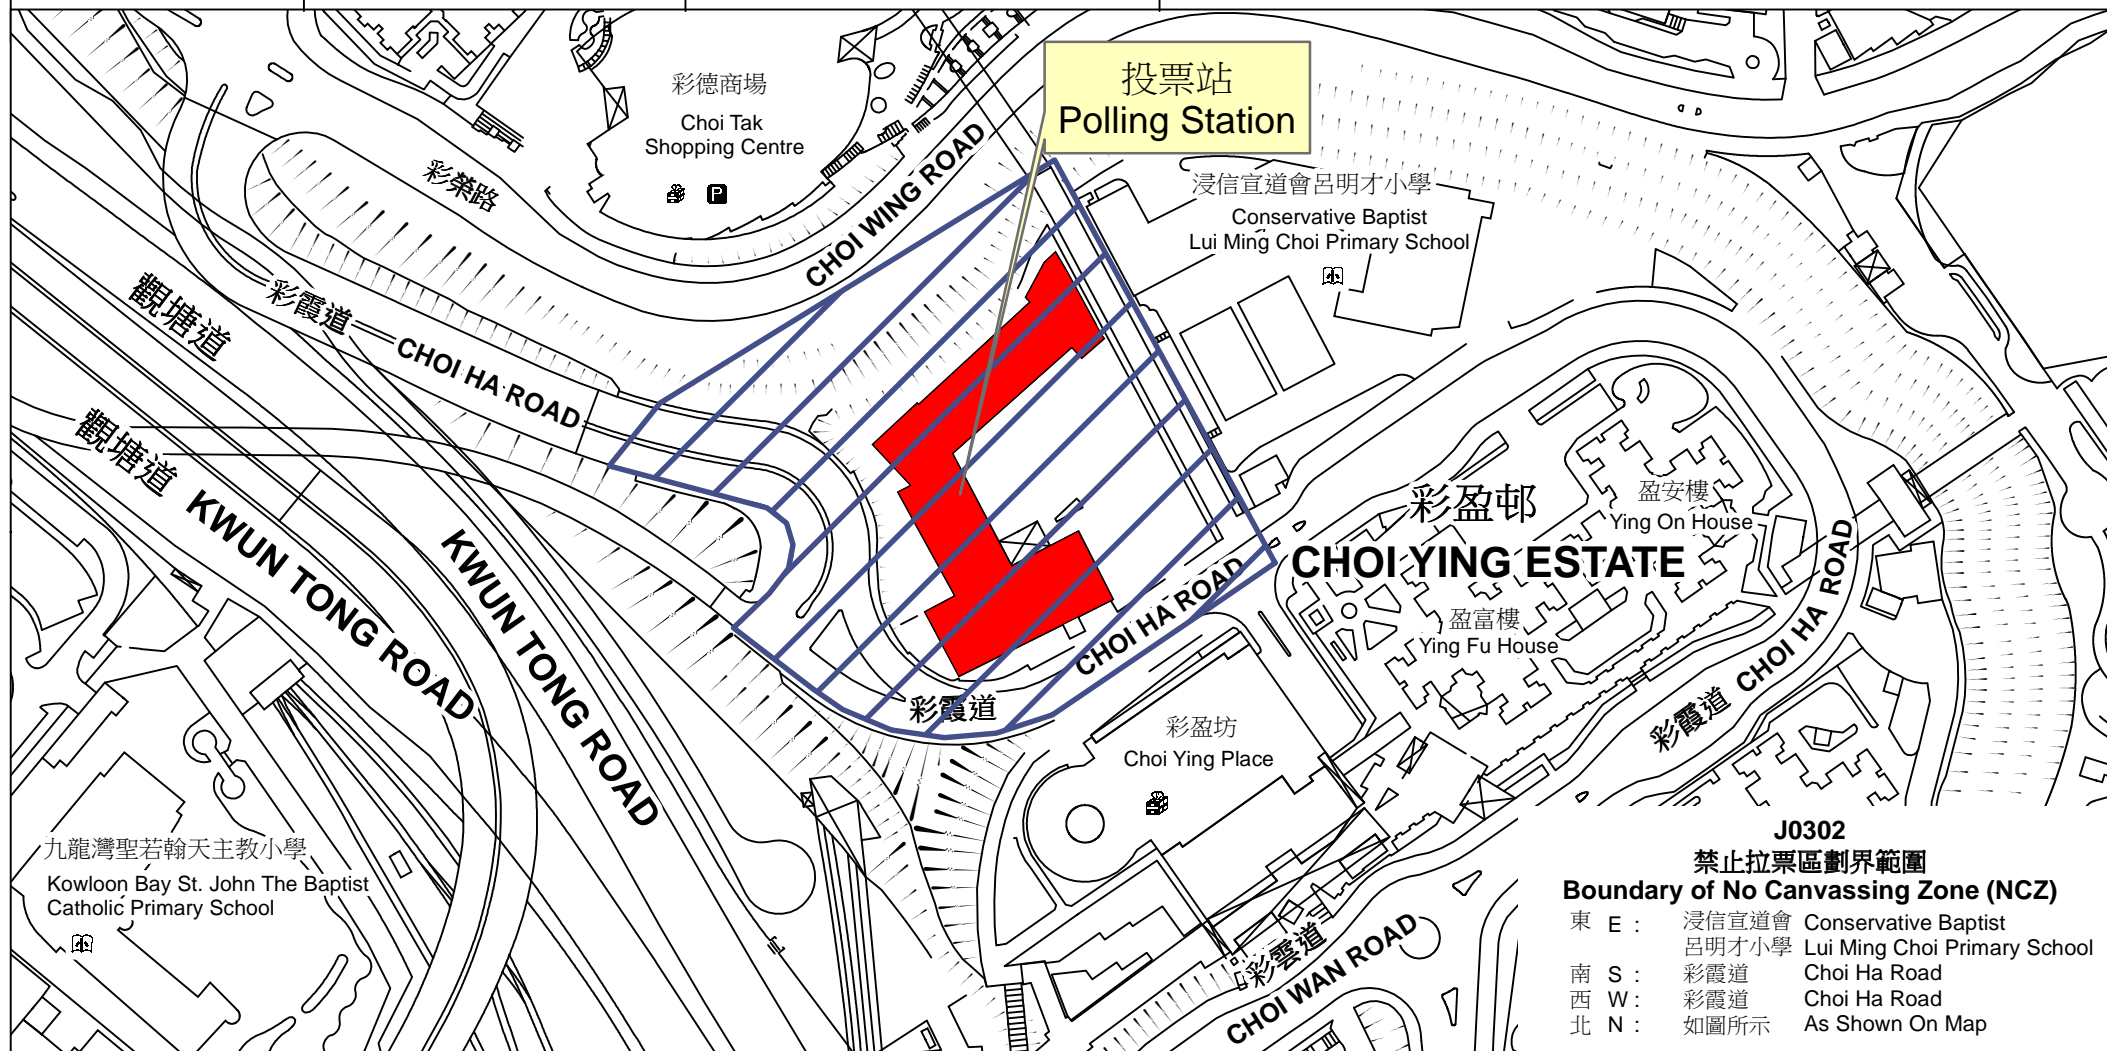 投票站
Polling Station
彩德商場
Choi Tak
Shopping Centre
P
彩榮路
CHOI WING ROAD
浸信宣道會呂明才小學
Conservative Baptist
Lui Ming Choi Primary School
觀塘道
彩霞道
CHOI HA ROAD
觀塘道
KWUN TONG ROAD
KWUN TONG ROAD
彩盈邨
CHOI YING ESTATE
盈安樓
Ying On House
盈富樓
Ying Fu House
CHOI HA ROAD
彩霞道
彩霞道
CHOI HA ROAD
彩盈坊
Choi Ying Place
九龍灣聖若翰天主教小學
Kowloon Bay St. John The Baptist
Catholic Primary School
彩雲道
CHOI WAN ROAD
J0302
禁止拉票區劃界範圍
Boundary of No Canvassing Zone (NCZ)
東 E : 浸信宣道會 Conservative Baptist
呂明才小學 Lui Ming Choi Primary School
南 S : 彩霞道 Choi Ha Road
西 W : 彩霞道 Choi Ha Road
北 N : 如圖所示 As Shown On Map